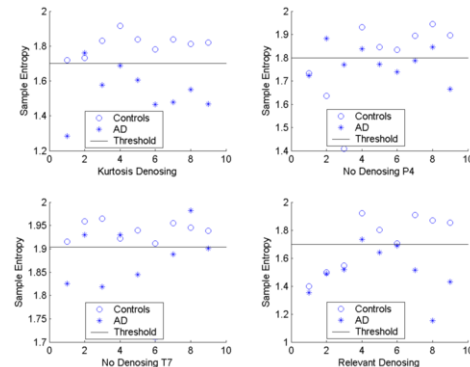 Sample Entropy
2
1.8
1.6
1.4
1.2
Controls
AD
Threshold
0 2 4 6 8 10
Kurtosis Denosing
Sample Entropy
2
1.9
1.8
1.7
1.6
1.5
1.4
Controls
AD
Threshold
0 2 4 6 8 10
No Denosing P4
Sample Entropy
2
1.95
1.9
1.85
1.8
1.75
1.7
Controls
AD
Threshold
0 2 4 6 8 10
No Denosing T7
Sample Entropy
2
1.8
1.6
1.4
1.2
1
Controls
AD
Threshold
0 2 4 6 8 10
Relevant Denosing